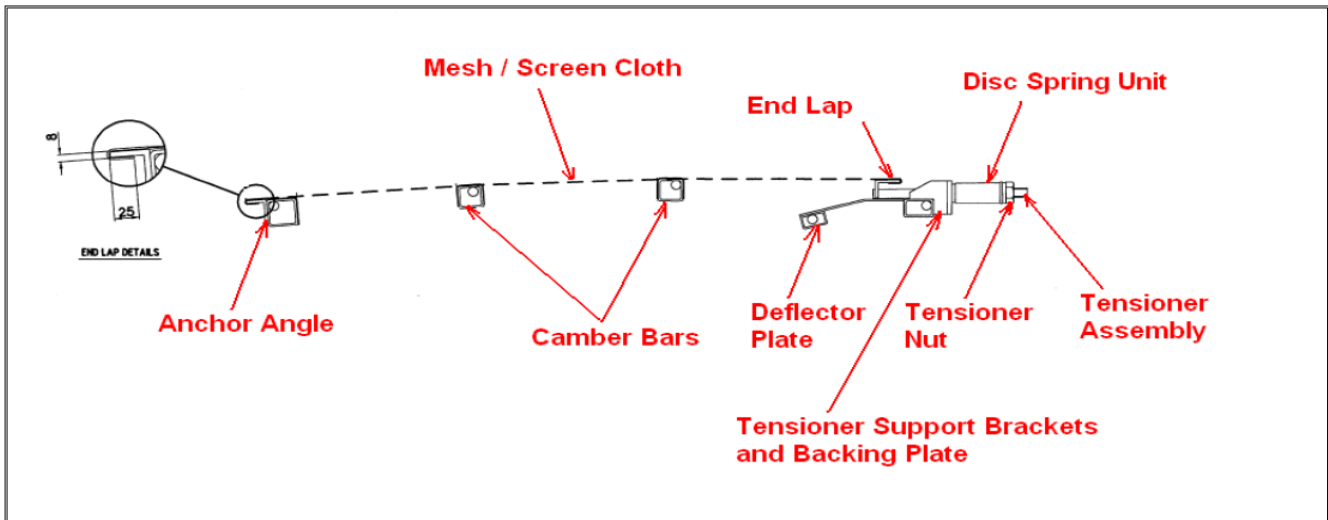 Mesh / Screen Cloth
Disc Spring Unit
End Lap
8
25
END LAP DETAILS
Anchor Angle
Camber Bars
Deflector
Plate
Tensioner
Nut
Tensioner
Assembly
Tensioner Support Brackets
and Backing Plate